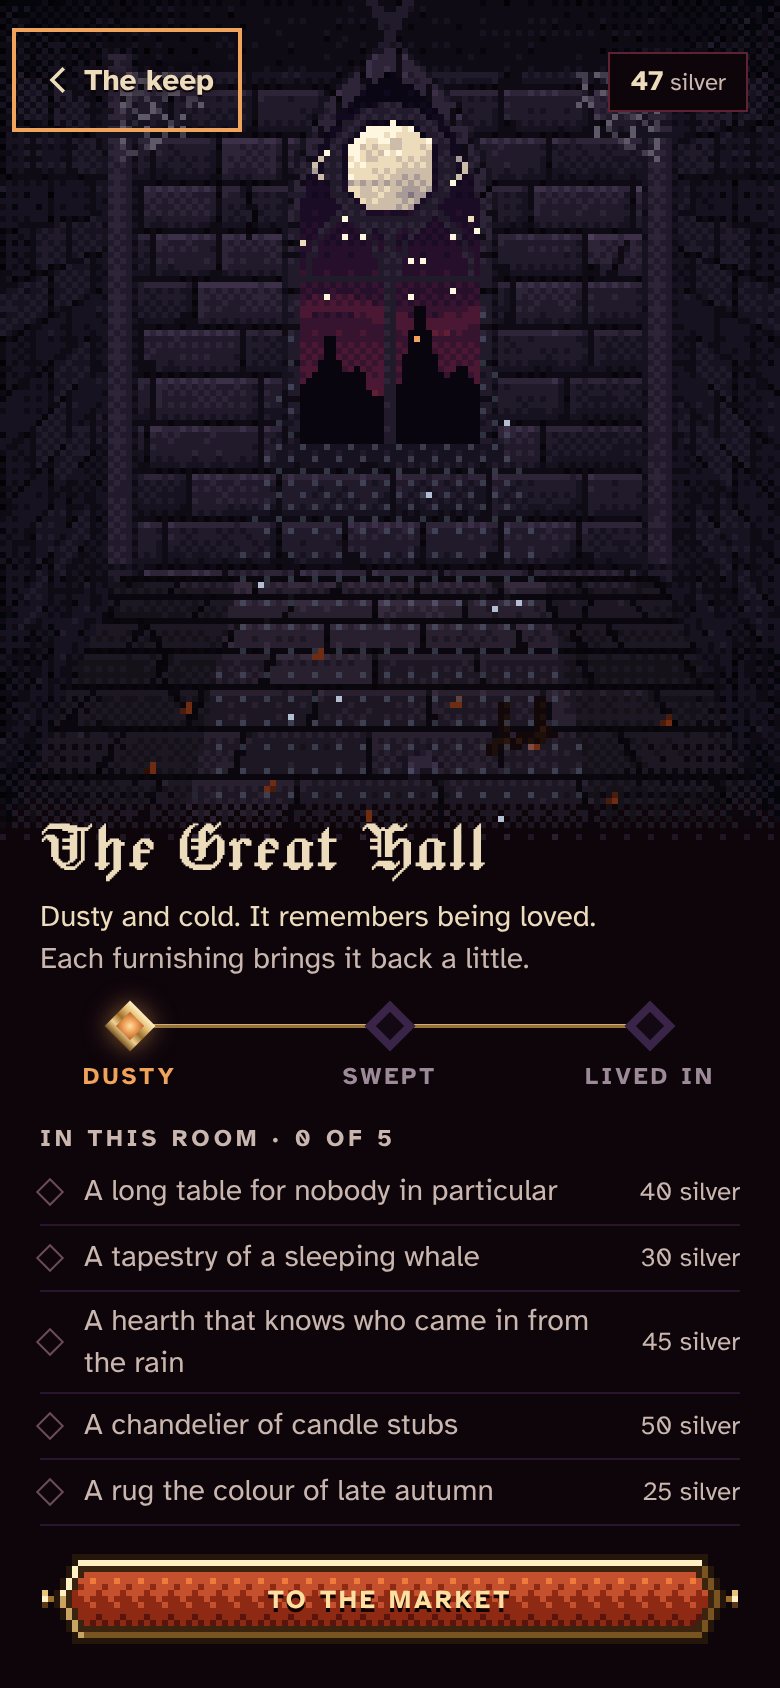 The keep
47 silver
The Great Hall
Dusty and cold. It remembers being loved.
Each furnishing brings it back a little.
DUSTY
SWEPT
LIVED IN
IN THIS ROOM · 0 OF 5
A long table for nobody in particular 40 silver
A tapestry of a sleeping whale 30 silver
A hearth that knows who came in from
the rain 45 silver
A chandelier of candle stubs 50 silver
A rug the colour of late autumn 25 silver
TO THE MARKET